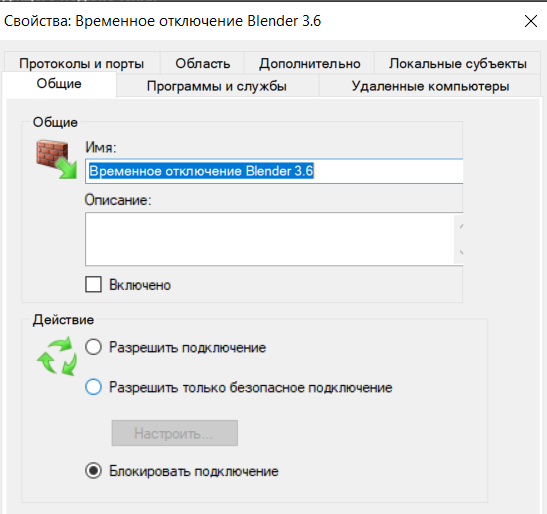 Свойства: Временное отключение Blender 3.6
Протоколы и порты Область Дополнительно Локальные субъекты
Общие Программы и службы Удаленные компьютеры
Общие
Имя:
Временное отключение Blender 3.6
Описание:
Включено
Действие
Разрешить подключение
Разрешить только безопасное подключение
Настроить...
Блокировать подключение